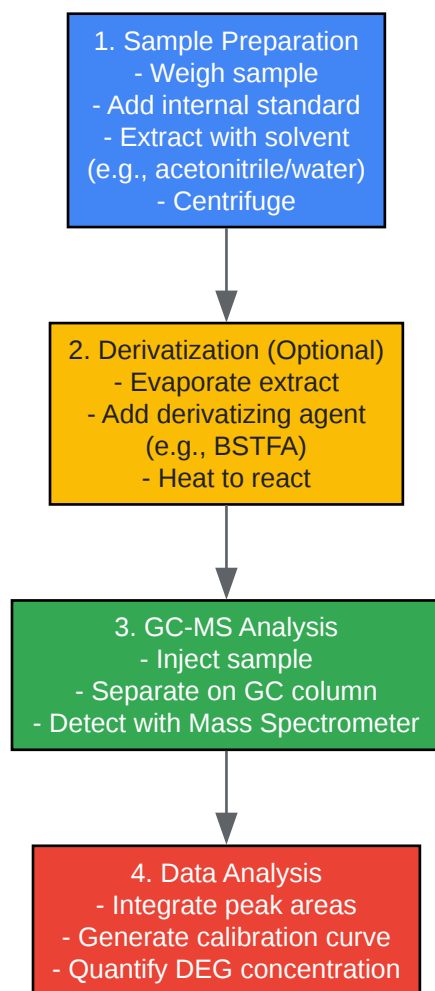 1. Sample Preparation
- Weigh sample
- Add internal standard
- Extract with solvent
(e.g., acetonitrile/water)
- Centrifuge
2. Derivatization (Optional)
- Evaporate extract
- Add derivatizing agent
(e.g., BSTFA)
- Heat to react
3. GC-MS Analysis
- Inject sample
- Separate on GC column
- Detect with Mass Spectrometer
4. Data Analysis
- Integrate peak areas
- Generate calibration curve
- Quantify DEG concentration